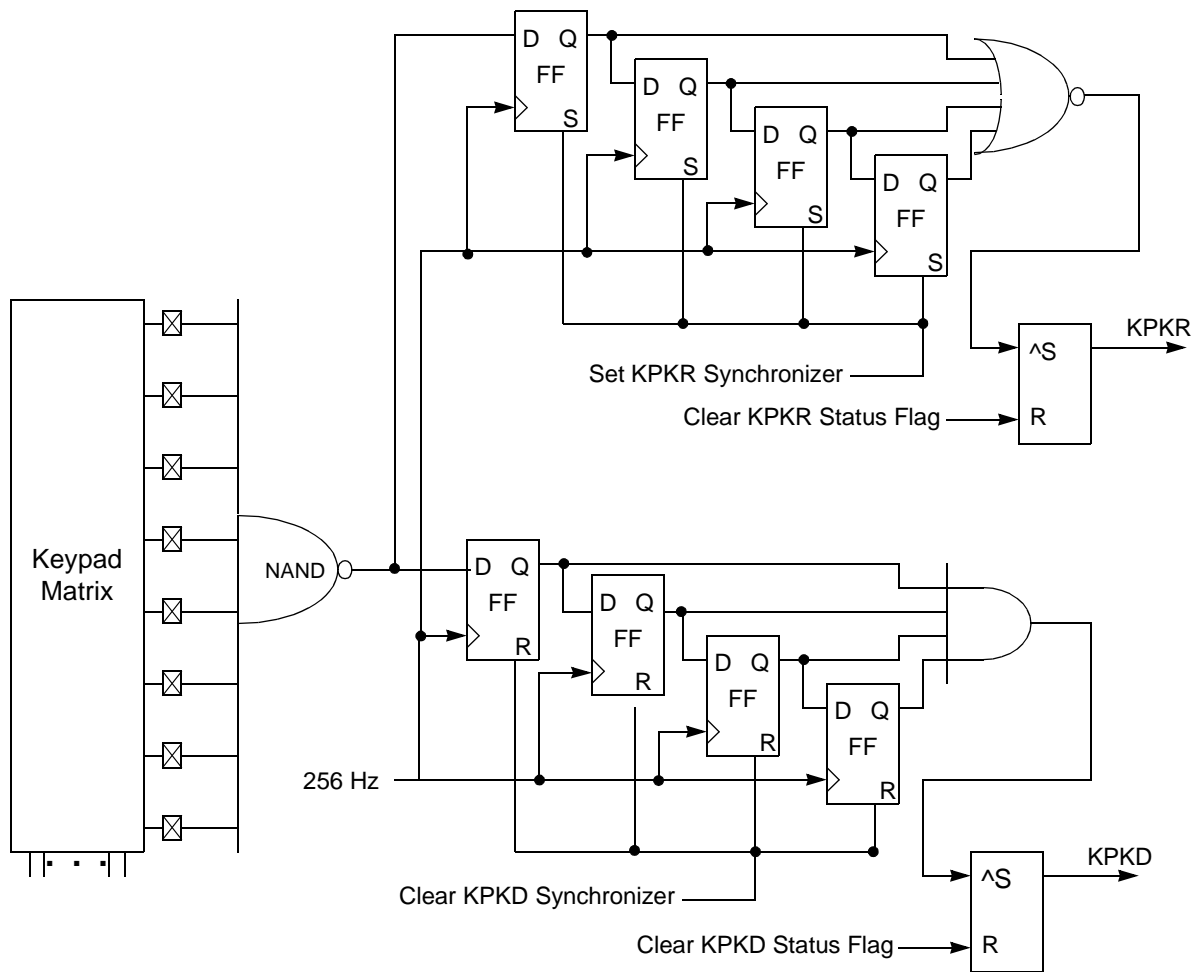 D Q
FF
S
D Q
FF
S
D Q
FF
S
D Q
FF
S
Set KPKR Synchronizer
Clear KPKR Status Flag
^S
R
KPKR
Keypad
Matrix
NAND
D Q
FF
R
D Q
FF
R
D Q
FF
R
D Q
FF
R
256 Hz
Clear KPKD Synchronizer
Clear KPKD Status Flag
^S
R
KPKD